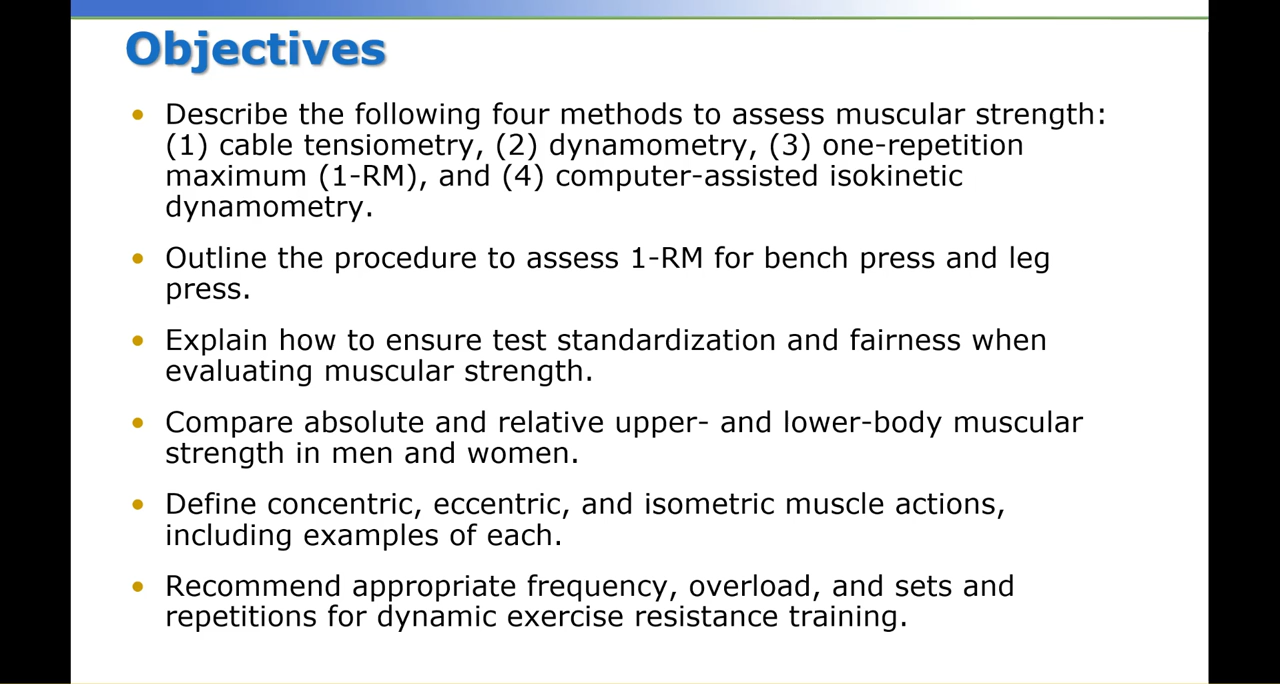 Objectives
• Describe the following four methods to assess muscular strength:
(1) cable tensiometry, (2) dynamometry, (3) one-repetition
maximum (1-RM), and (4) computer-assisted isokinetic
dynamometry.
• Outline the procedure to assess 1-RM for bench press and leg
press.
• Explain how to ensure test standardization and fairness when
evaluating muscular strength.
• Compare absolute and relative upper- and lower-body muscular
strength in men and women.
• Define concentric, eccentric, and isometric muscle actions,
including examples of each.
• Recommend appropriate frequency, overload, and sets and
repetitions for dynamic exercise resistance training.